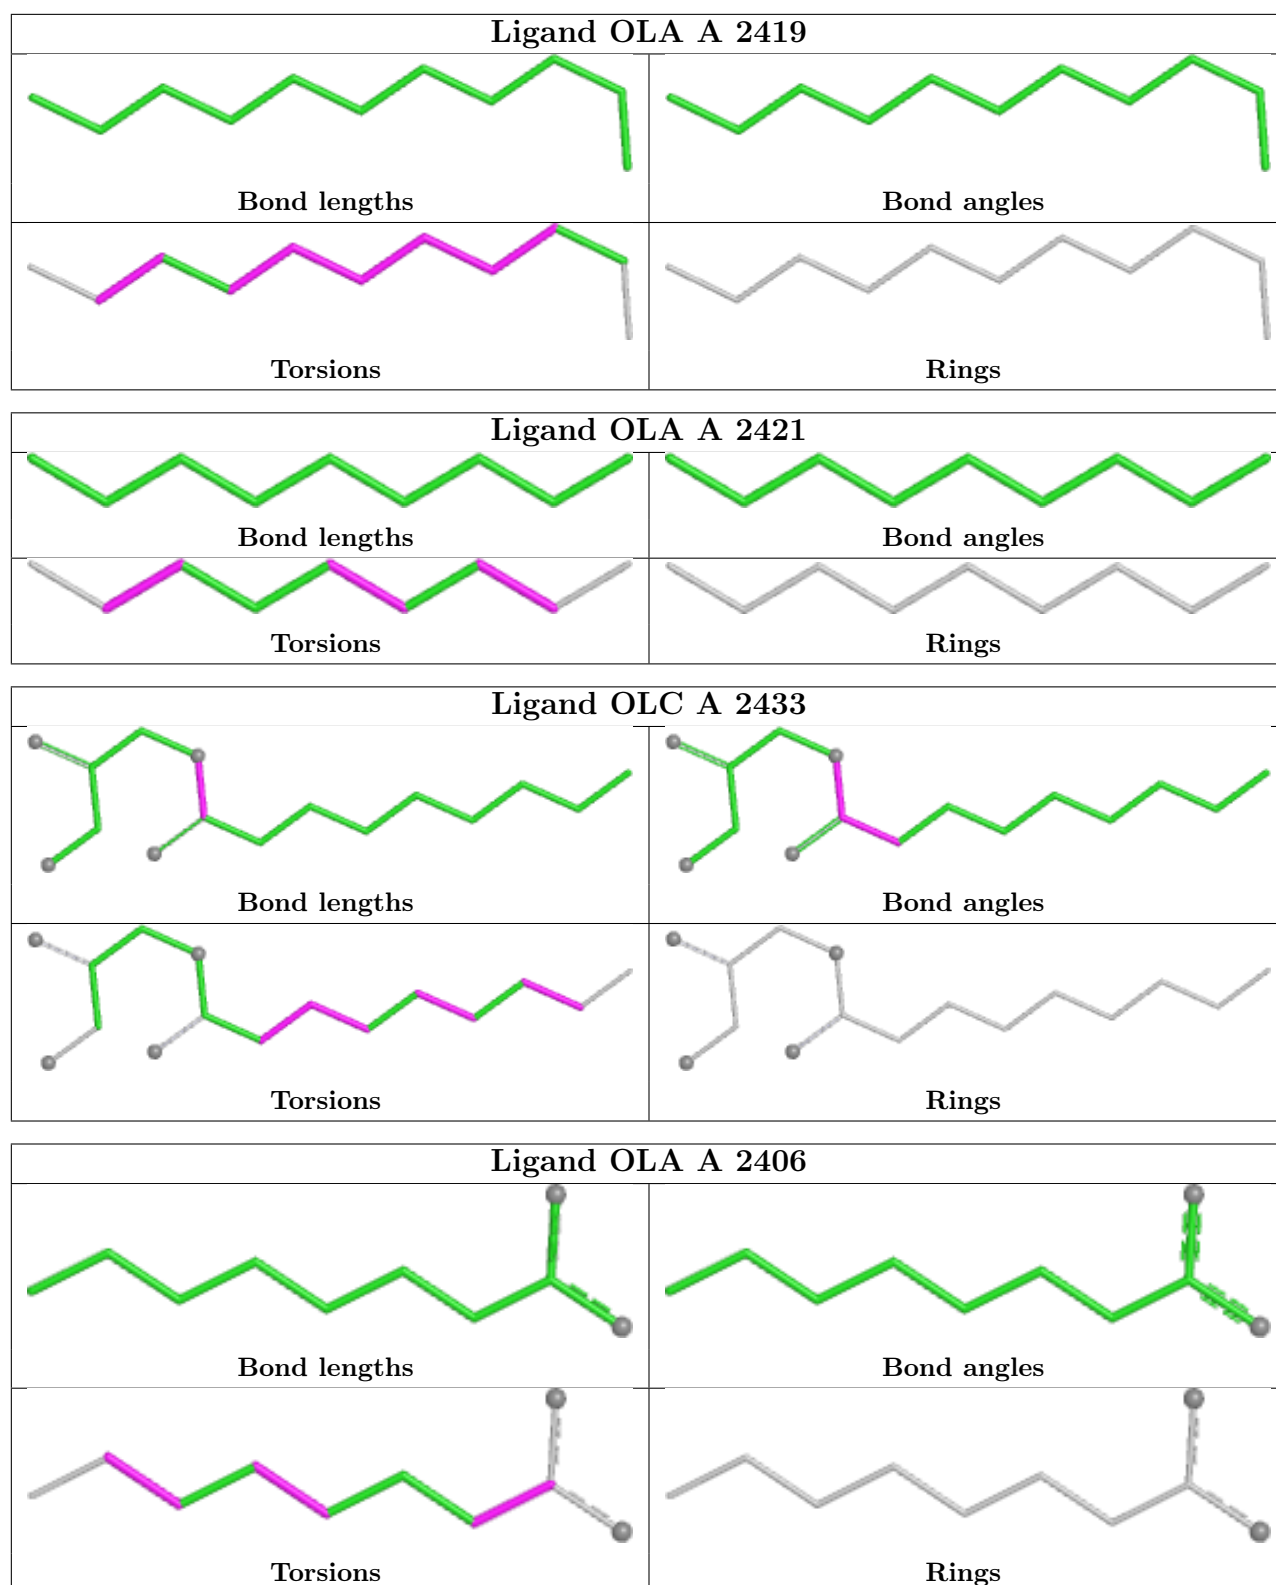 Ligand OLA A 2419
Bond lengths
Bond angles
Torsions
Rings
Ligand OLA A 2421
Bond lengths
Bond angles
Torsions
Rings
Ligand OLC A 2433
Bond lengths
Bond angles
Torsions
Rings
Ligand OLA A 2406
Bond lengths
Bond angles
Torsions
Rings